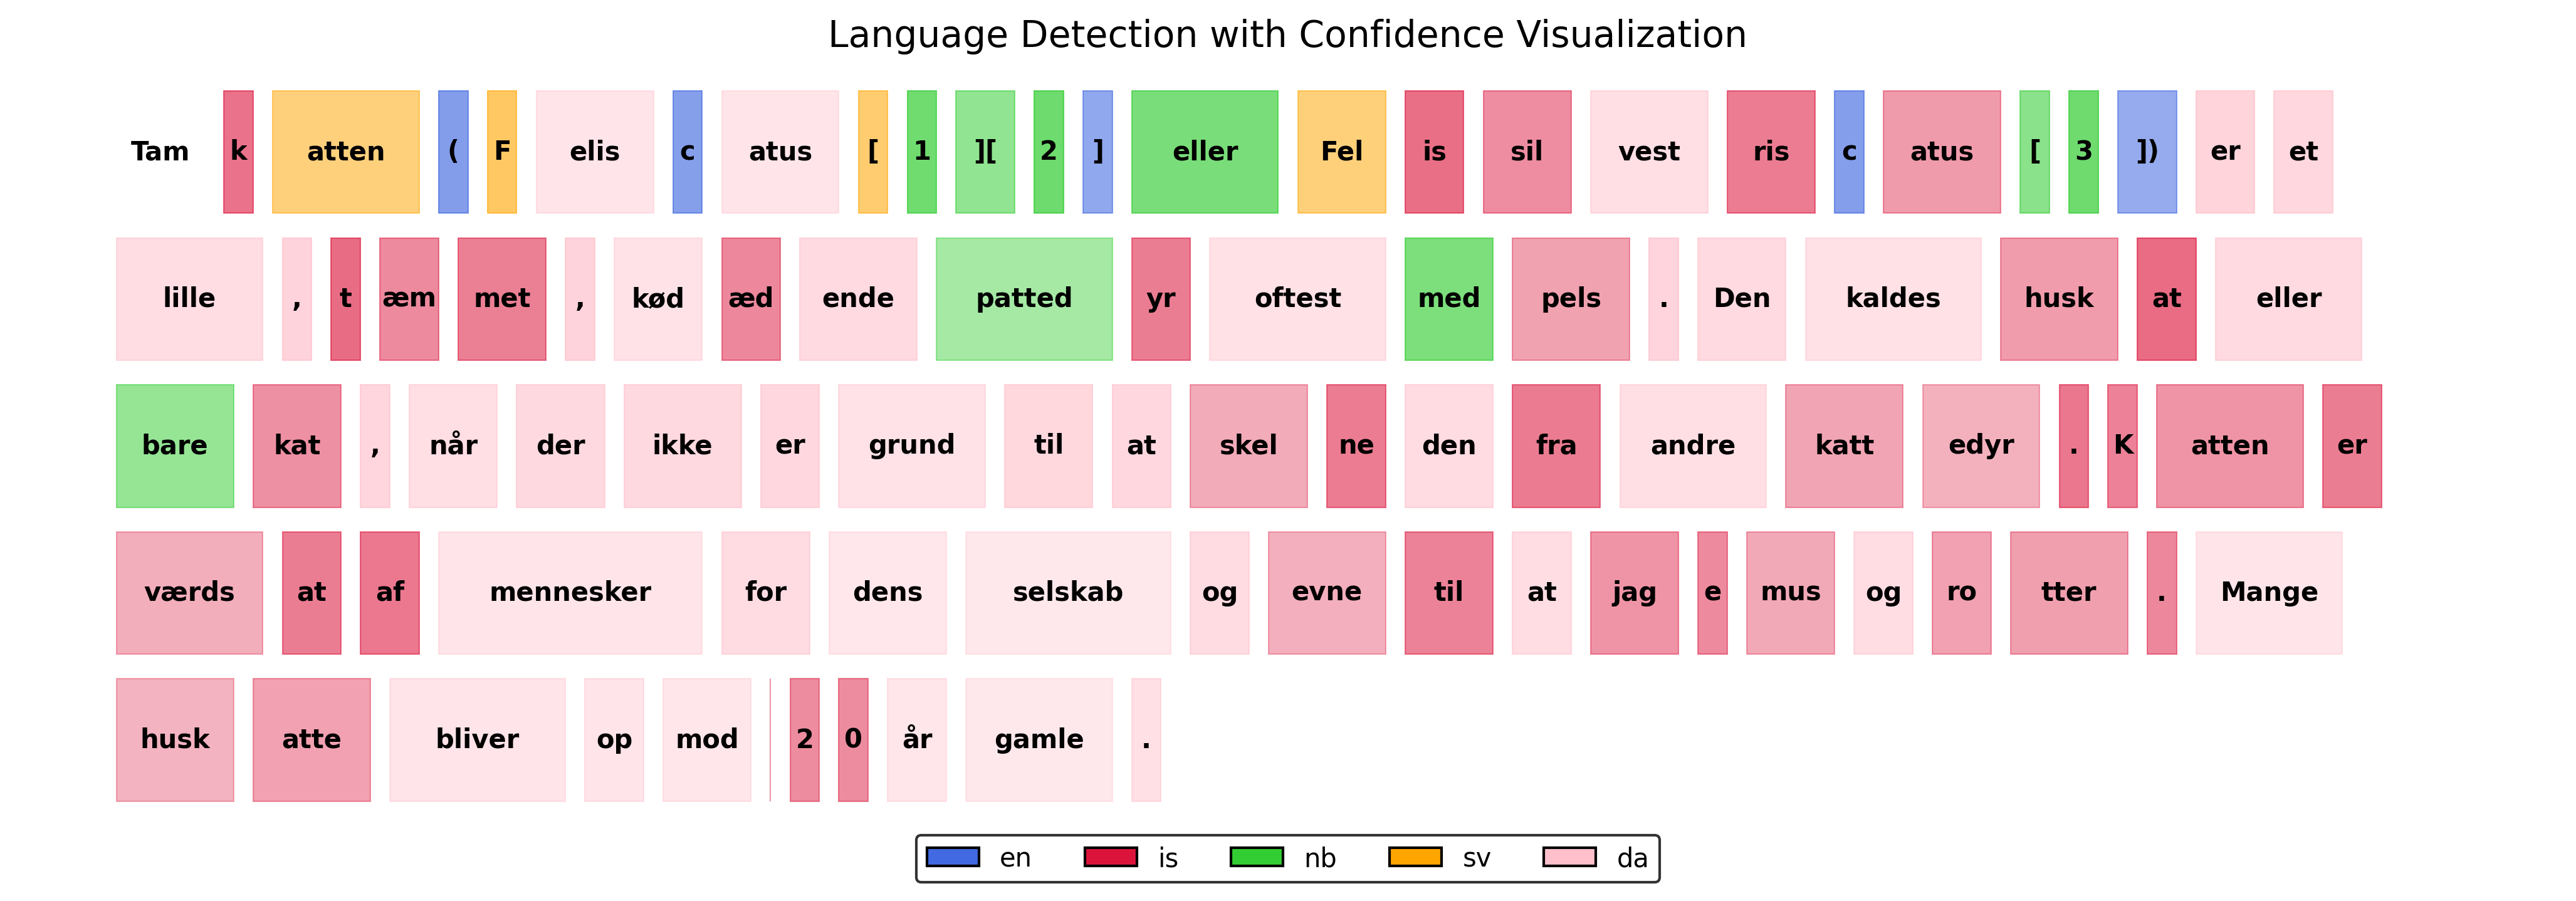 Language Detection with Confidence Visualization
Tam k atten ( F elis c atus [ 1 ][ 2 ] eller Fel is sil vest ris c atus [ 3 ]) er et
lille , t æm met , kød æd ende patted yr oftest med pels . Den kaldes husk at eller
bare kat , når der ikke er grund til at skel ne den fra andre katt edyr . K atten er
værds at af mennesker for dens selskab og evne til at jag e mus og ro tter . Mange
husk atte bliver op mod 2 0 år gamle .
en is nb sv da